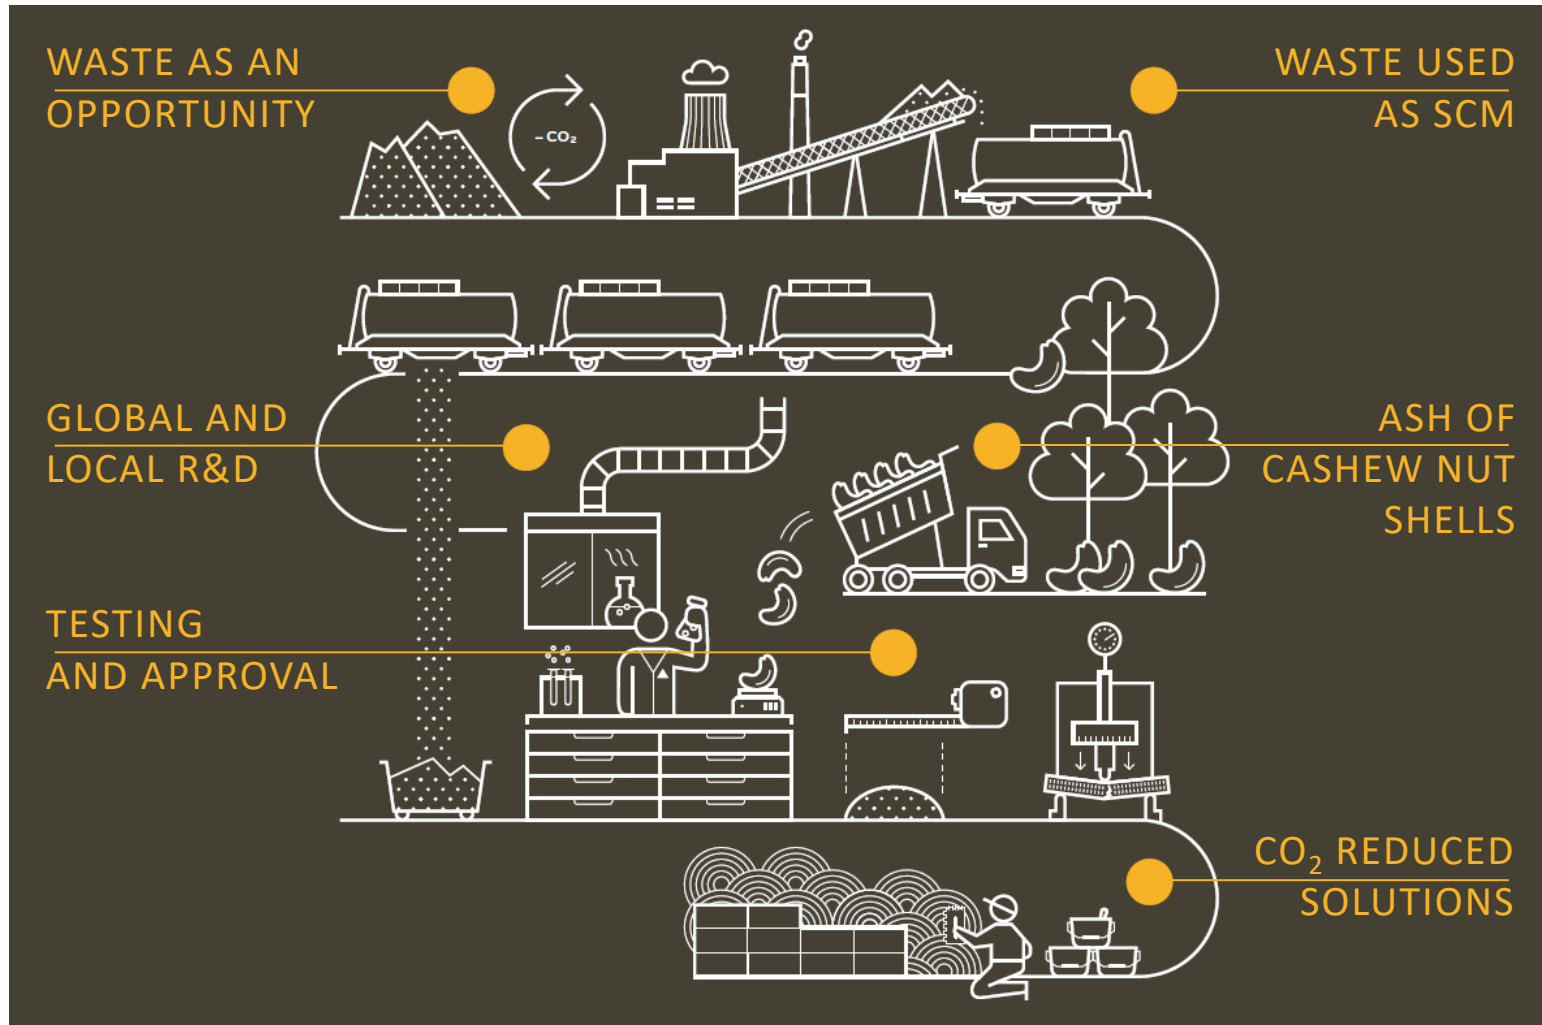 WASTE AS AN
OPPORTUNITY
– CO₂
WASTE USED
AS SCM
GLOBAL AND
LOCAL R&D
ASH OF
CASHEW NUT
SHELLS
TESTING
AND APPROVAL
CO₂ REDUCED
SOLUTIONS